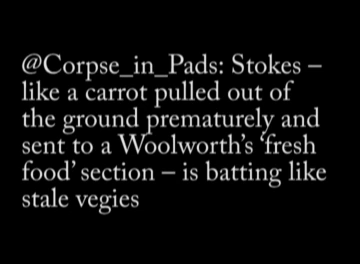 @Corpse_in_Pads: Stokes –
like a carrot pulled out of
the ground prematurely and
sent to a Woolworth’s ‘fresh
food’ section – is batting like
stale vegies